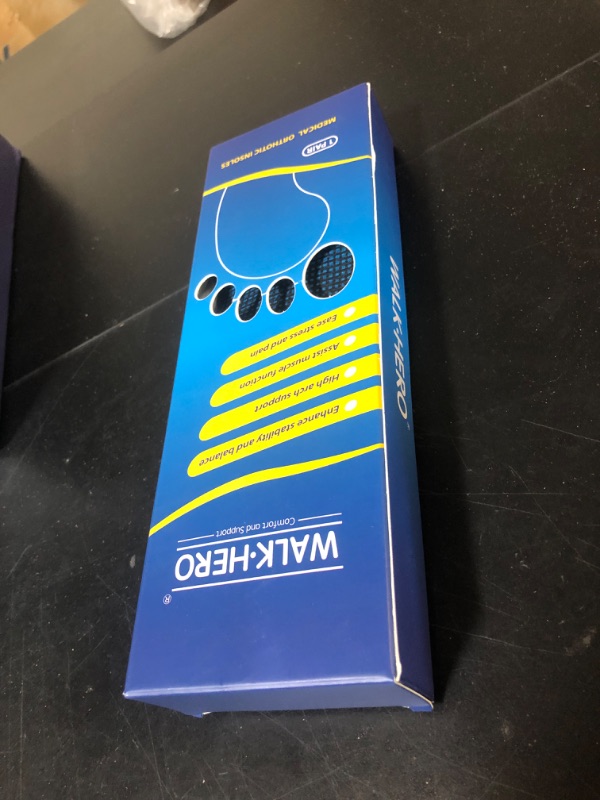 WALK·HERO®
Comfort and Support
Enhance stability and balance
High arch support
Assist muscle function
Ease stress and pain
1 PAIR
MEDICAL ORTHOTIC INSOLES
WALK·HERO